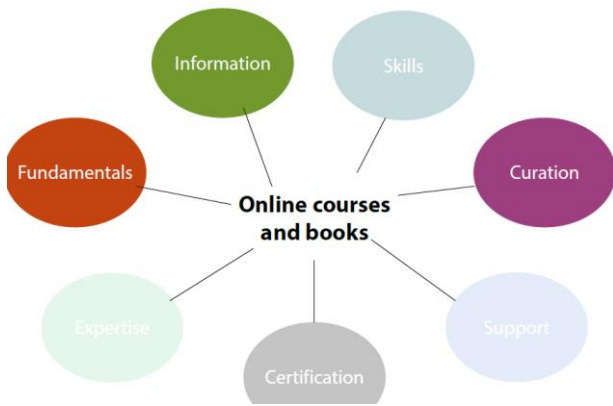 Information
Skills
Fundamentals
Curation
Online courses
and books
Expertise
Support
Certification